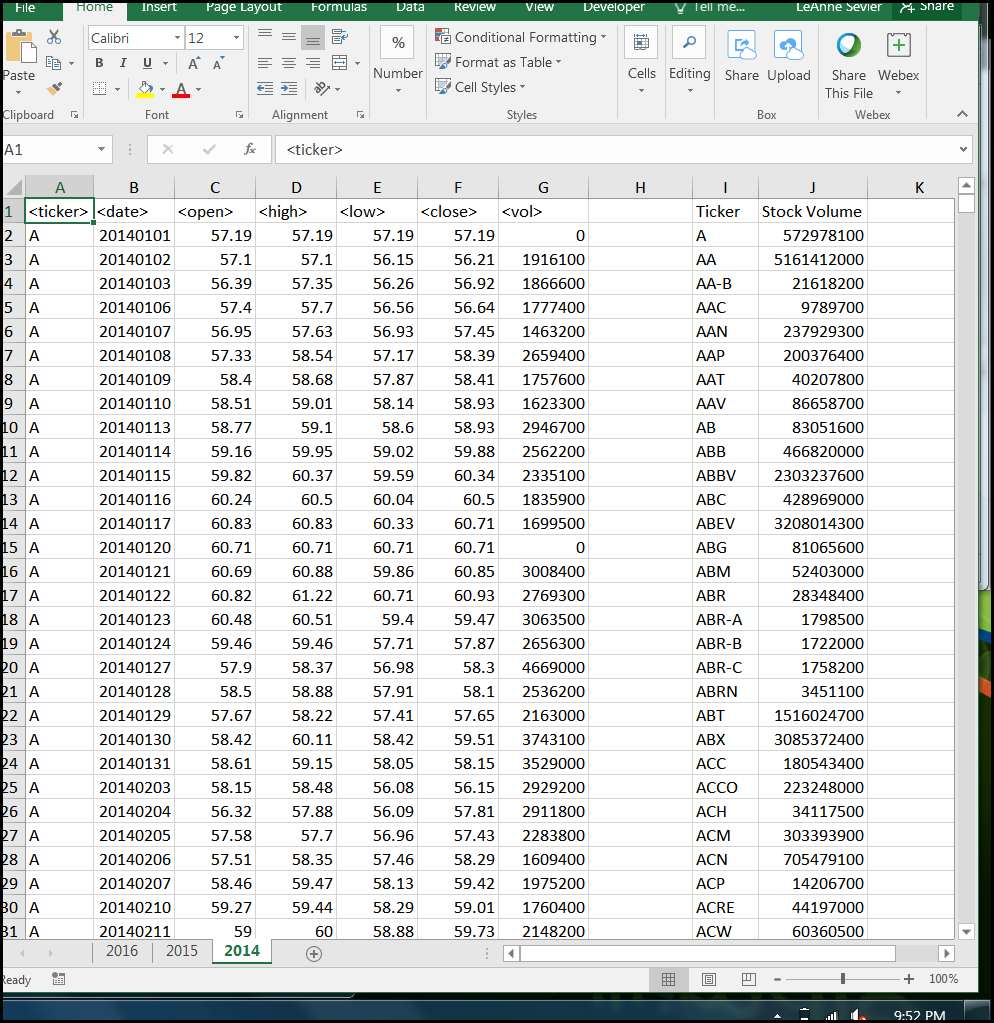 File Home Insert Page Layout Formulas Data Review View Developer Tell me... LeAnne Sevier Share
Calibri 12 % Conditional Formatting
Format as Table
Paste B I U A A Number Cells Editing Share Upload Share Webex
Cell Styles This File
A
Clipboard Font Alignment Styles Box Webex
A1 fx <ticker>
A B C D E F G H I J K
1 <ticker> <date> <open> <high> <low> <close> <vol> Ticker Stock Volume
2 A 20140101 57.19 57.19 57.19 57.19 0 A 572978100
3 A 20140102 57.1 57.1 56.15 56.21 1916100 AA 5161412000
4 A 20140103 56.39 57.35 56.26 56.92 1866600 AA-B 21618200
5 A 20140106 57.4 57.7 56.56 56.64 1777400 AAC 9789700
6 A 20140107 56.95 57.63 56.93 57.45 1463200 AAN 237929300
7 A 20140108 57.33 58.54 57.17 58.39 2659400 AAP 200376400
8 A 20140109 58.4 58.68 57.87 58.41 1757600 AAT 40207800
9 A 20140110 58.51 59.01 58.14 58.93 1623300 AAV 86658700
10 A 20140113 58.77 59.1 58.6 58.93 2946700 AB 83051600
11 A 20140114 59.16 59.95 59.02 59.88 2562200 ABB 466820000
12 A 20140115 59.82 60.37 59.59 60.34 2335100 ABBV 2303237600
13 A 20140116 60.24 60.5 60.04 60.5 1835900 ABC 428969000
14 A 20140117 60.83 60.83 60.33 60.71 1699500 ABEV 3208014300
15 A 20140120 60.71 60.71 60.71 60.71 0 ABG 81065600
16 A 20140121 60.69 60.88 59.86 60.85 3008400 ABM 52403000
17 A 20140122 60.82 61.22 60.71 60.93 2769300 ABR 28348400
18 A 20140123 60.48 60.51 59.4 59.47 3063500 ABR-A 1798500
19 A 20140124 59.46 59.46 57.71 57.87 2656300 ABR-B 1722000
20 A 20140127 57.9 58.37 56.98 58.3 4669000 ABR-C 1758200
21 A 20140128 58.5 58.88 57.91 58.1 2536200 ABRN 3451100
22 A 20140129 57.67 58.22 57.41 57.65 2163000 ABT 1516024700
23 A 20140130 58.42 60.11 58.42 59.51 3743100 ABX 3085372400
24 A 20140131 58.61 59.15 58.05 58.15 3529000 ACC 180543400
25 A 20140203 58.15 58.48 56.08 56.15 2929200 ACCO 223248000
26 A 20140204 56.32 57.88 56.09 57.81 2911800 ACH 34117500
27 A 20140205 57.58 57.7 56.96 57.43 2283800 ACM 303393900
28 A 20140206 57.51 58.35 57.46 58.29 1609400 ACN 705479100
29 A 20140207 58.46 59.47 58.13 59.42 1975200 ACP 14206700
30 A 20140210 59.27 59.44 58.29 59.01 1760400 ACRE 44197000
31 A 20140211 59 60 58.88 59.73 2148200 ACW 60360500
2016 2015 2014
Ready 100%
9:52 PM